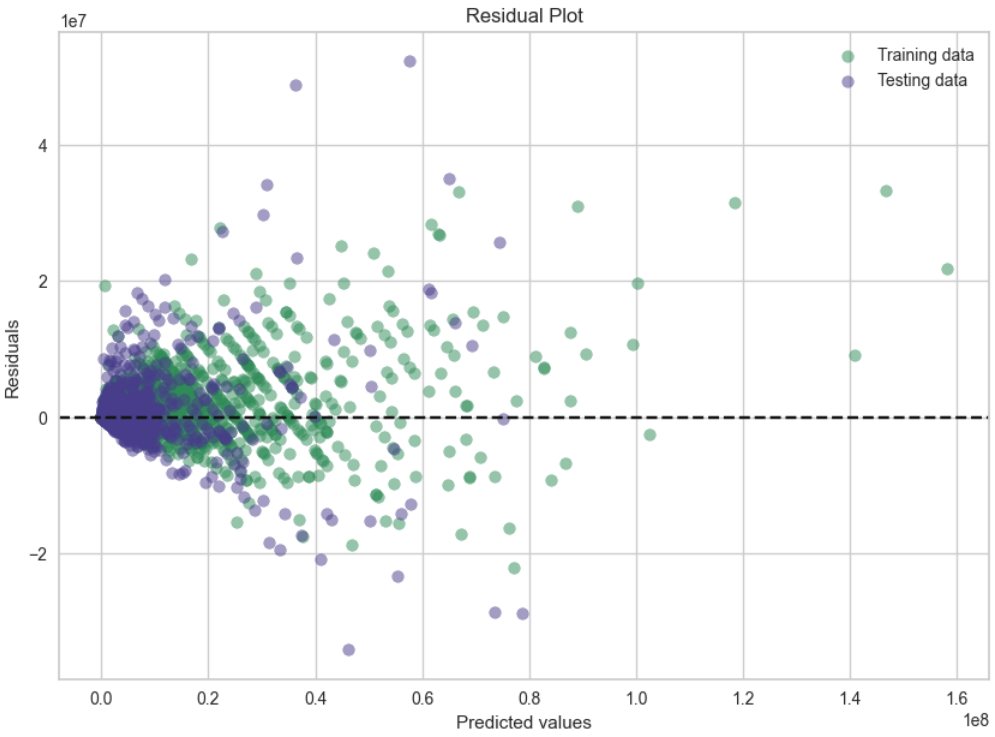 Residual Plot
1e7
Training data
Testing data
4
2
0
−2
Residuals
0.0 0.2 0.4 0.6 0.8 1.0 1.2 1.4 1.6
1e8
Predicted values